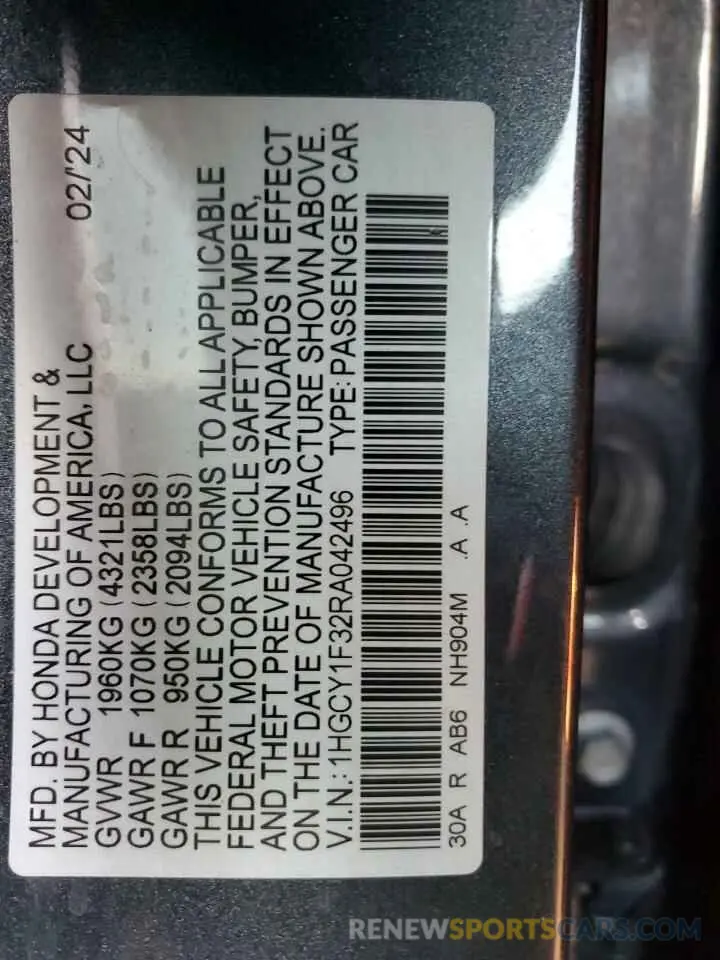 MFD. BY HONDA DEVELOPMENT &
MANUFACTURING OF AMERICA, LLC 02/'24
GVWR 1960KG (4321LBS)
GAWR F 1070KG (2358LBS)
GAWR R 950KG (2094LBS)
THIS VEHICLE CONFORMS TO ALL APPLICABLE
FEDERAL MOTOR VEHICLE SAFETY, BUMPER,
AND THEFT PREVENTION STANDARDS IN EFFECT
ON THE DATE OF MANUFACTURE SHOWN ABOVE.
V.I.N.: 1HGCY1F32RA042496 TYPE: PASSENGER CAR
30A R AB6 NH904M .A .A
RENEWSPORTSCARS.COM